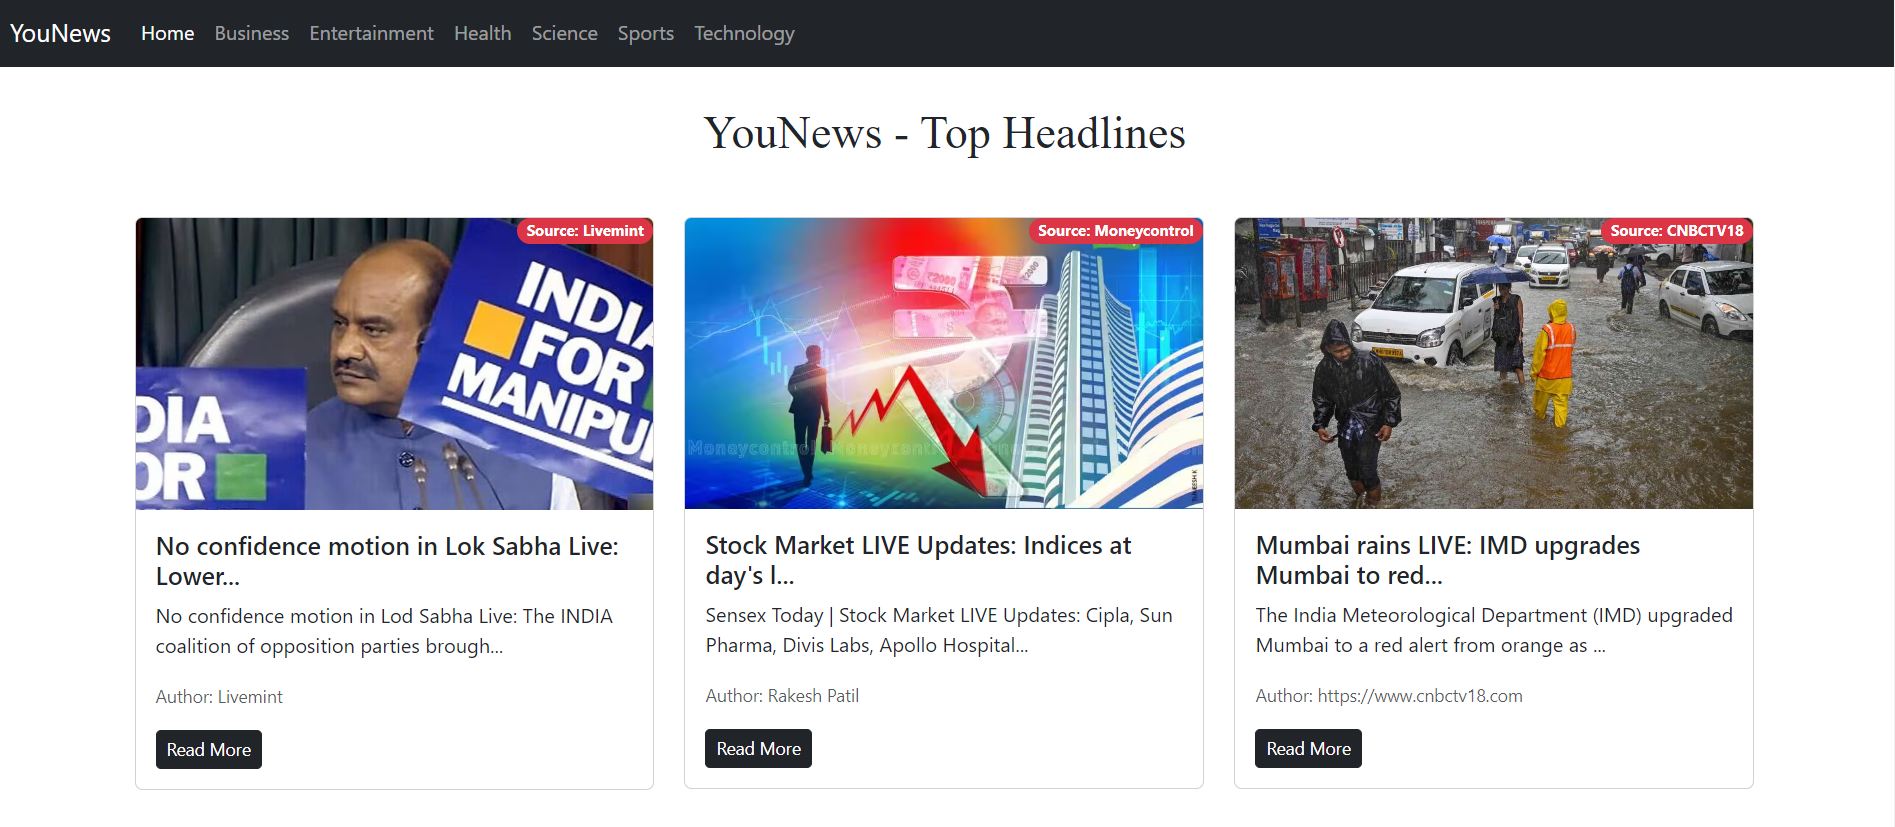 YouNews Home Business Entertainment Health Science Sports Technology
YouNews - Top Headlines
Source: Livemint
INDIA
FOR
MANIPU
DIA
OR
No confidence motion in Lok Sabha Live:
Lower...
No confidence motion in Lod Sabha Live: The INDIA
coalition of opposition parties brough...
Author: Livemint
Read More
Source: Moneycontrol
₹2000
Moneycontrol Moneycontrol
Stock Market LIVE Updates: Indices at
day's l...
Sensex Today | Stock Market LIVE Updates: Cipla, Sun
Pharma, Divis Labs, Apollo Hospital...
Author: Rakesh Patil
Read More
Source: CNBCTV18
Mumbai rains LIVE: IMD upgrades
Mumbai to red...
The India Meteorological Department (IMD) upgraded
Mumbai to a red alert from orange as ...
Author: https://www.cnbctv18.com
Read More